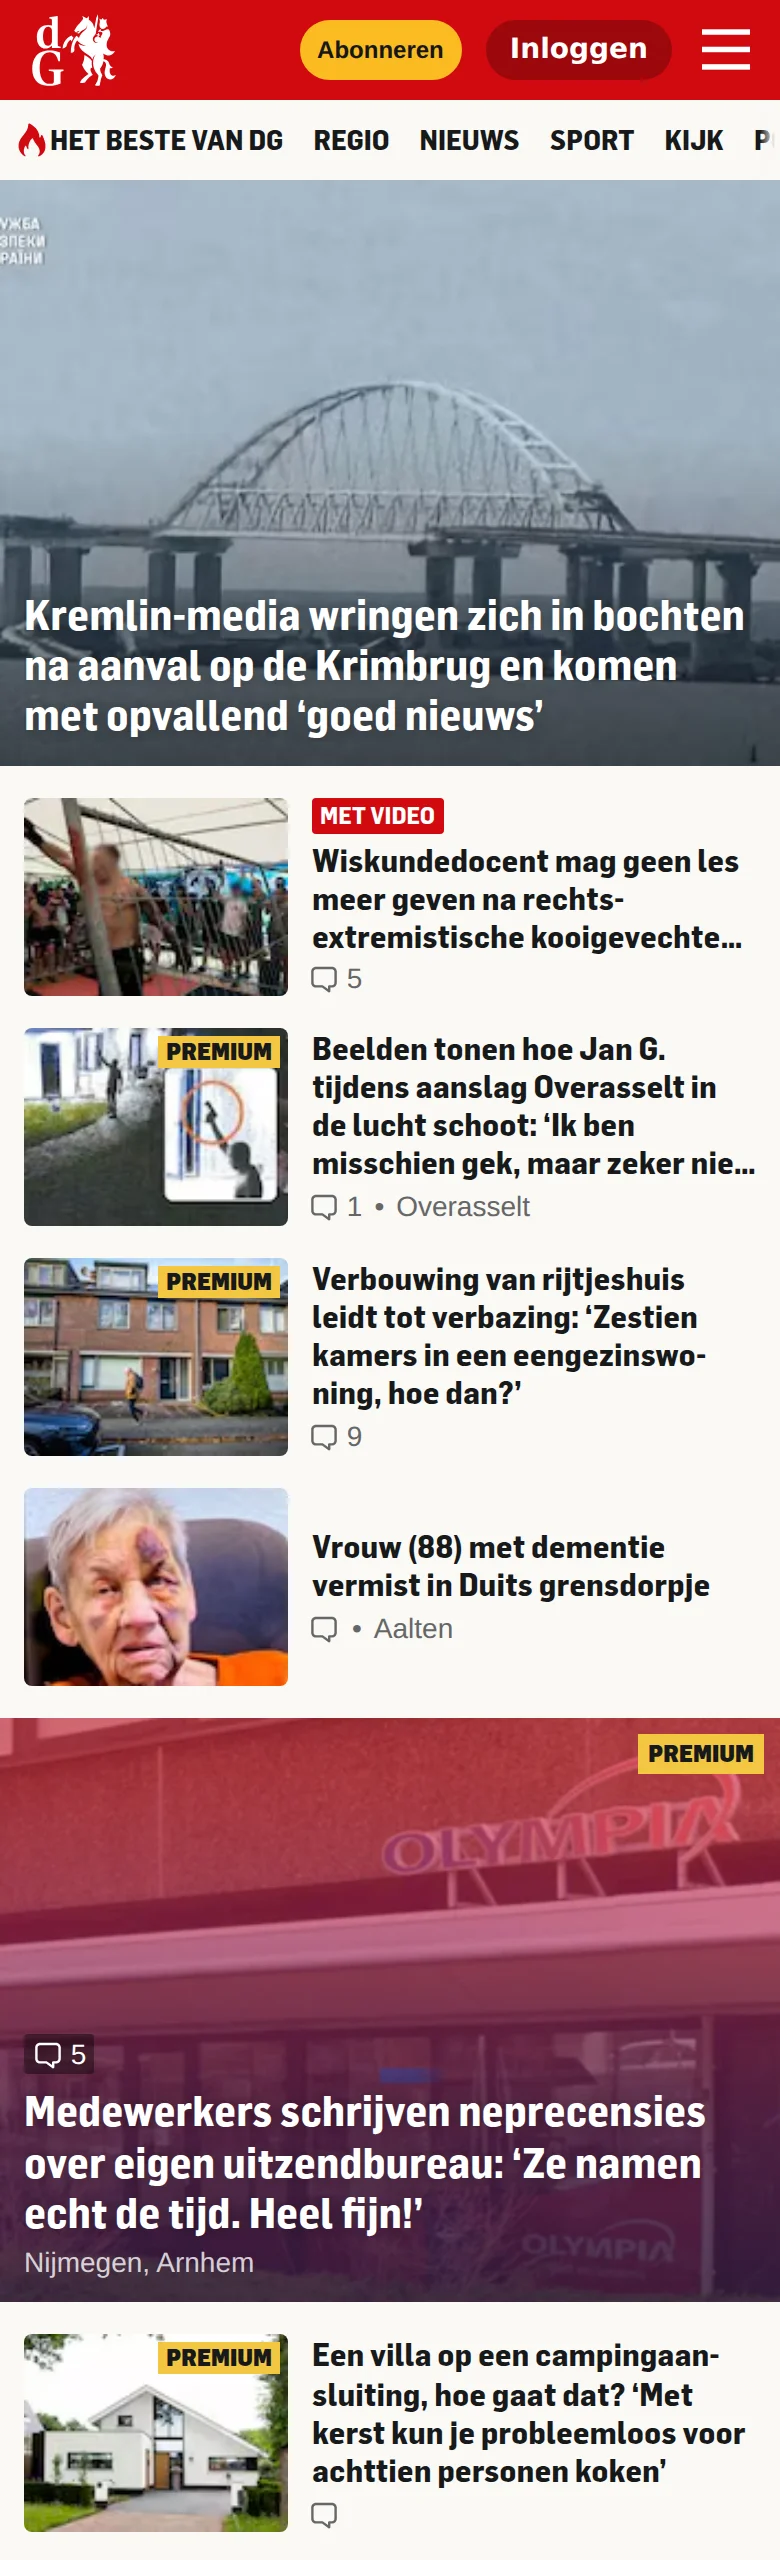 dG
Abonneren
Inloggen
HET BESTE VAN DG
REGIO
NIEUWS
SPORT
KIJK
УЖБА
ЗПЕКИ
РАЇНИ
Kremlin-media wringen zich in bochten
na aanval op de Krimbrug en komen
met opvallend ‘goed nieuws’
MET VIDEO
Wiskundedocent mag geen les
meer geven na rechts-
extremistische kooigevechte...
5
PREMIUM
Beelden tonen hoe Jan G.
tijdens aanslag Overasselt in
de lucht schoot: ‘Ik ben
misschien gek, maar zeker nie...
1 • Overasselt
PREMIUM
Verbouwing van rijtjeshuis
leidt tot verbazing: ‘Zestien
kamers in een eengezinswo-
ning, hoe dan?’
9
Vrouw (88) met dementie
vermist in Duits grensdorpje
• Aalten
PREMIUM
OLYMPIA
5
Medewerkers schrijven neprecensies
over eigen uitzendbureau: ‘Ze namen
echt de tijd. Heel fijn!’
OLYMPIA
Nijmegen, Arnhem
PREMIUM
Een villa op een campingaan-
sluiting, hoe gaat dat? ‘Met
kerst kun je probleemloos voor
achttien personen koken’